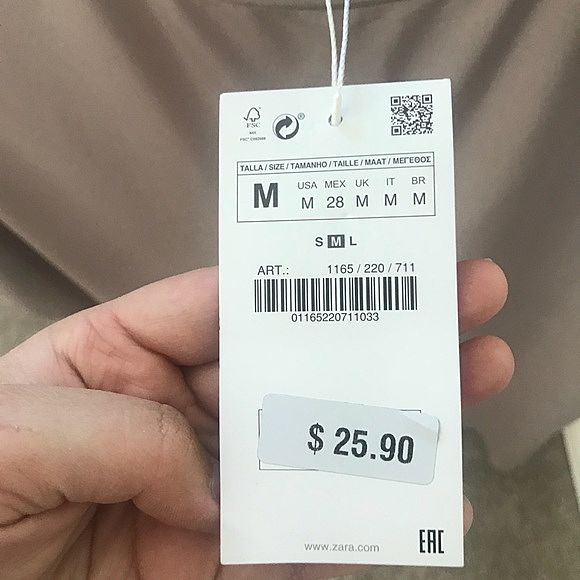 FSC
MIX
TALLA / SIZE / TAMANHO / TAILLE / MAAT / ΜΕΓΕΘΟΣ
M
USA MEX UK IT BR
M 28 M M M
S M L
ART.: 1165 / 220 / 711
01165220711033
$ 25.90
www.zara.com
EAC